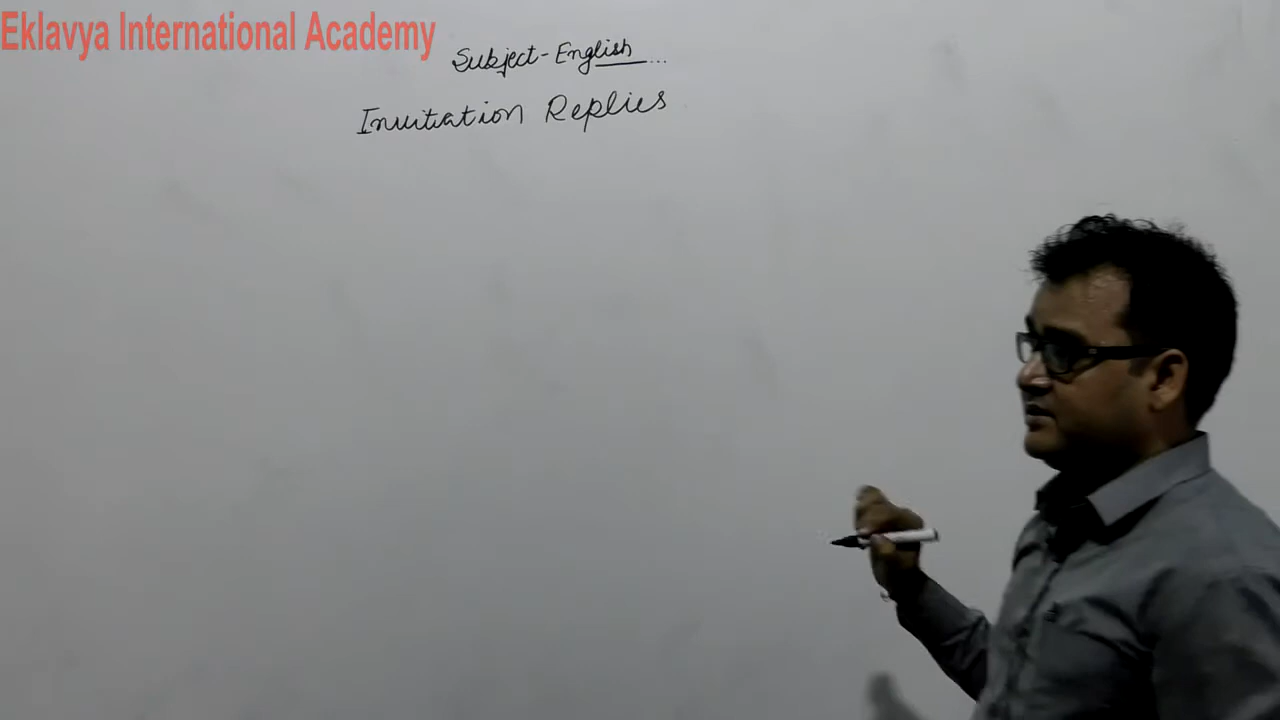 Eklavya International Academy
Subject-English...
Invitation Replies